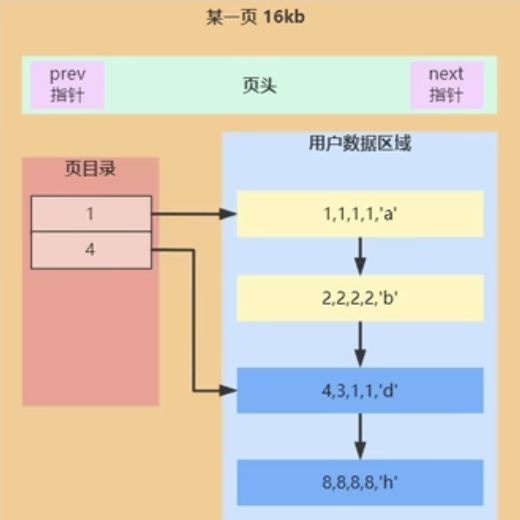 某一页 16kb
prev
指针
页头
next
指针
用户数据区域
页目录
1
1,1,1,1,'a'
4
2,2,2,2,'b'
4,3,1,1,'d'
8,8,8,8,'h'